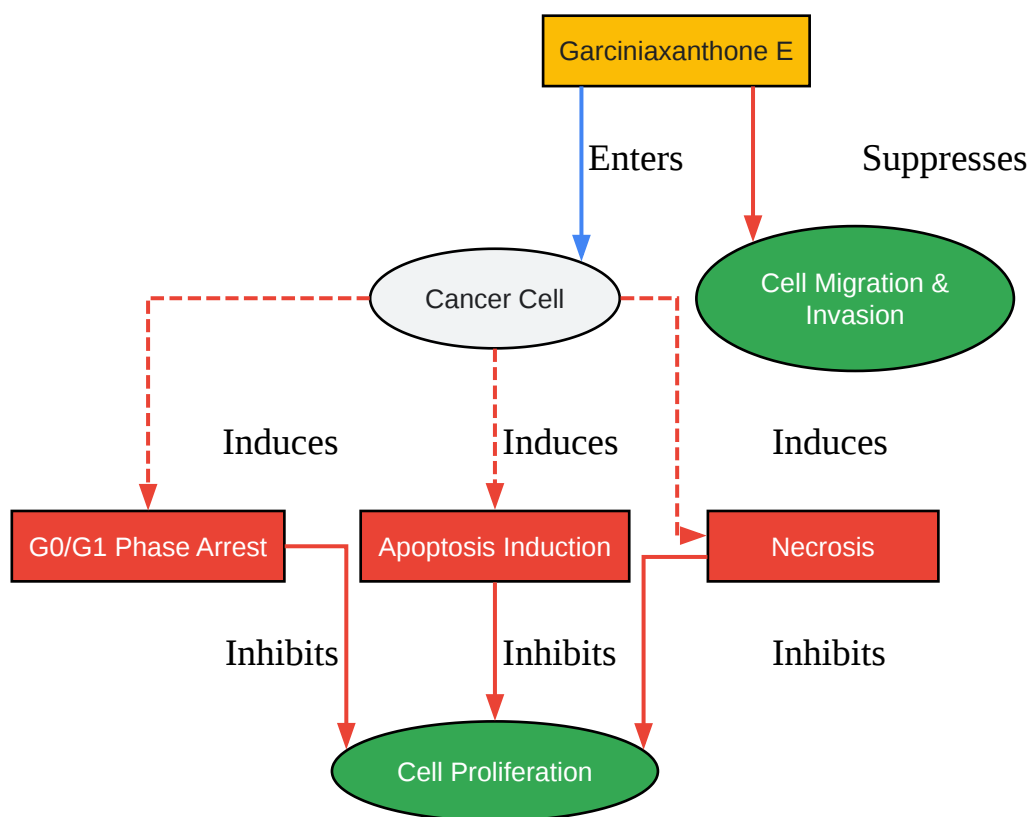 Garciniaxanthone E
Enters
Suppresses
Cancer Cell
Cell Migration &
Invasion
Induces
Induces
Induces
G0/G1 Phase Arrest
Apoptosis Induction
Necrosis
Inhibits
Inhibits
Inhibits
Cell Proliferation